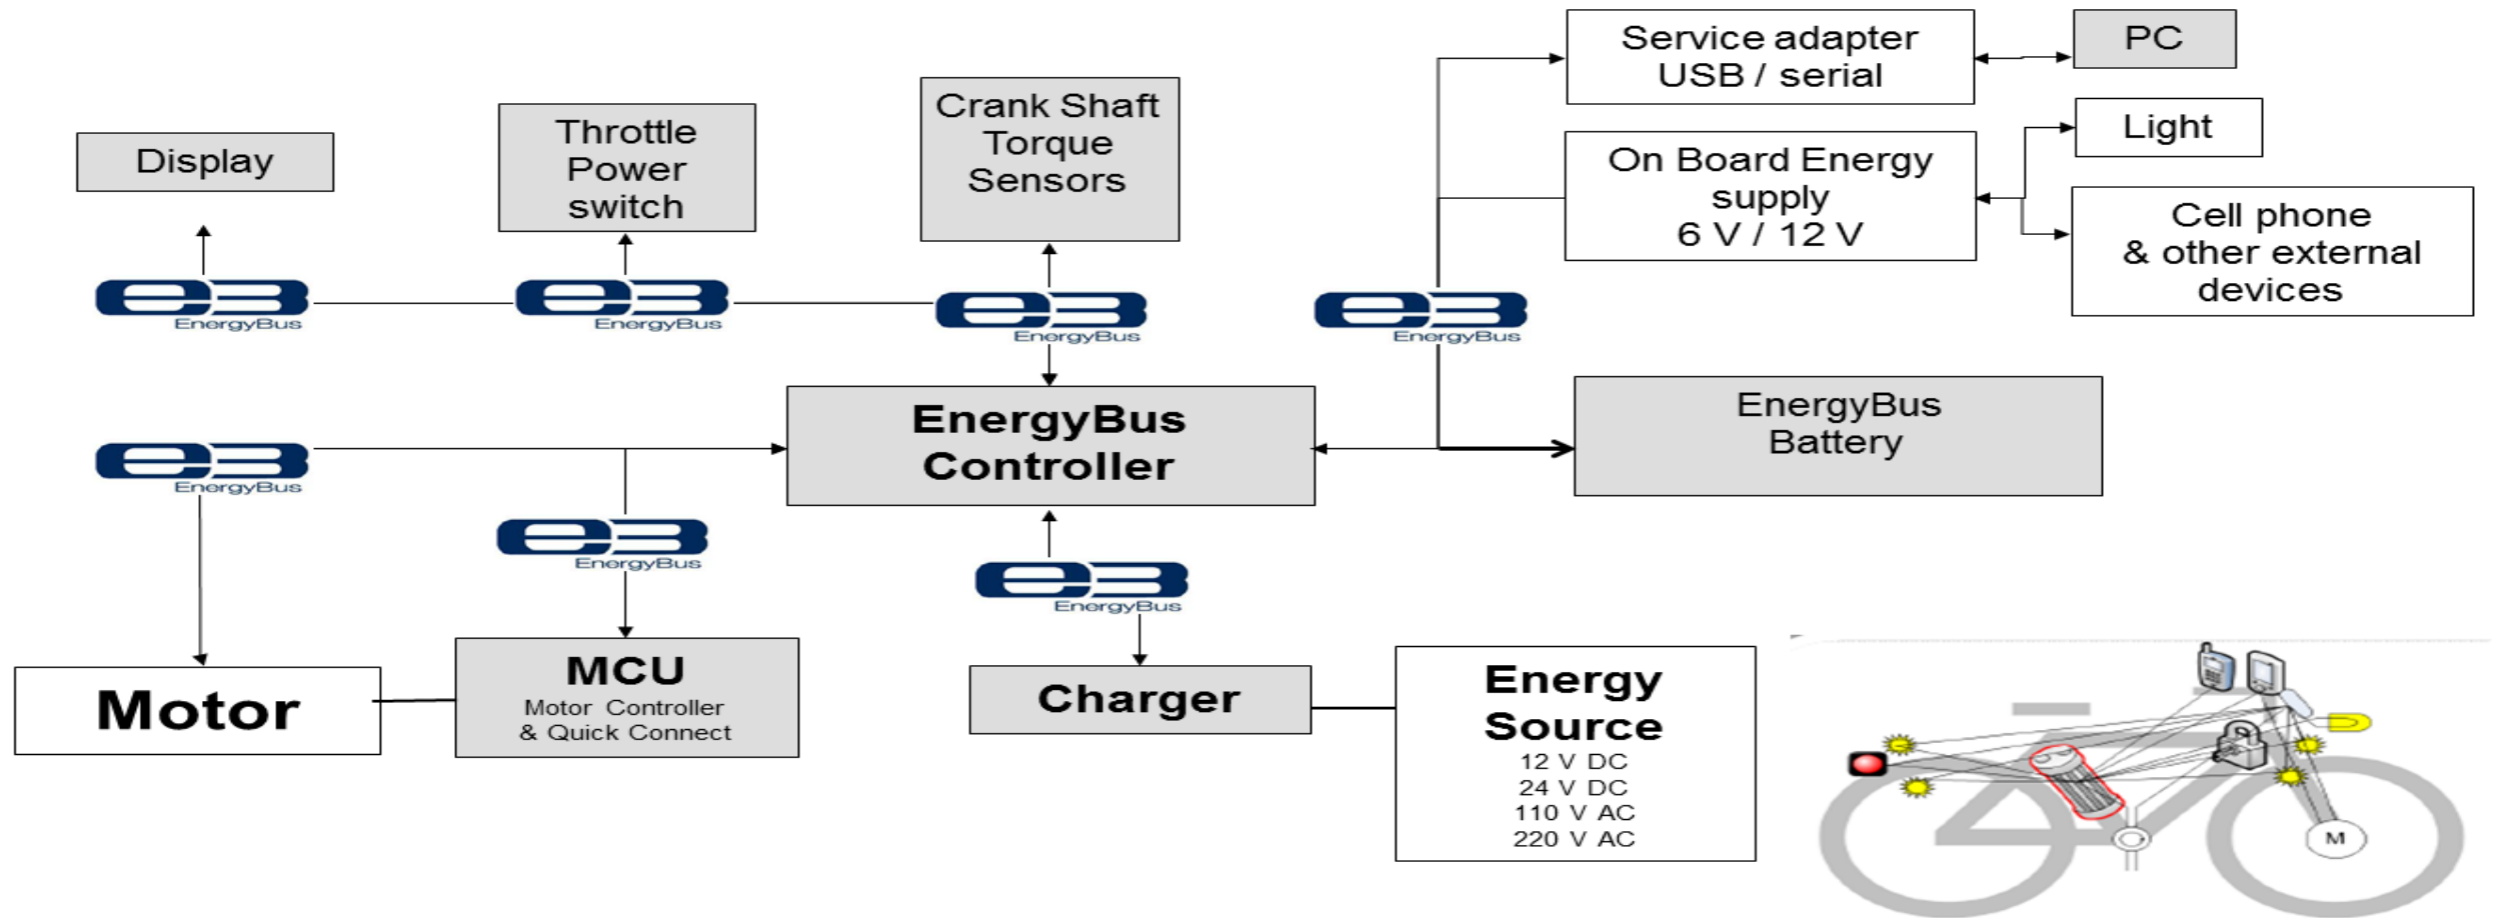 Service adapter
USB / serial
PC
Crank Shaft
Torque
Sensors
Throttle
Power
switch
Display
Light
On Board Energy
supply
6 V / 12 V
Cell phone
& other external
devices
EnergyBus
EnergyBus
EnergyBus
EnergyBus
EnergyBus
Controller
EnergyBus
Battery
EnergyBus
EnergyBus
EnergyBus
Motor
MCU
Motor Controller
& Quick Connect
Charger
Energy
Source
12 V DC
24 V DC
110 V AC
220 V AC
M